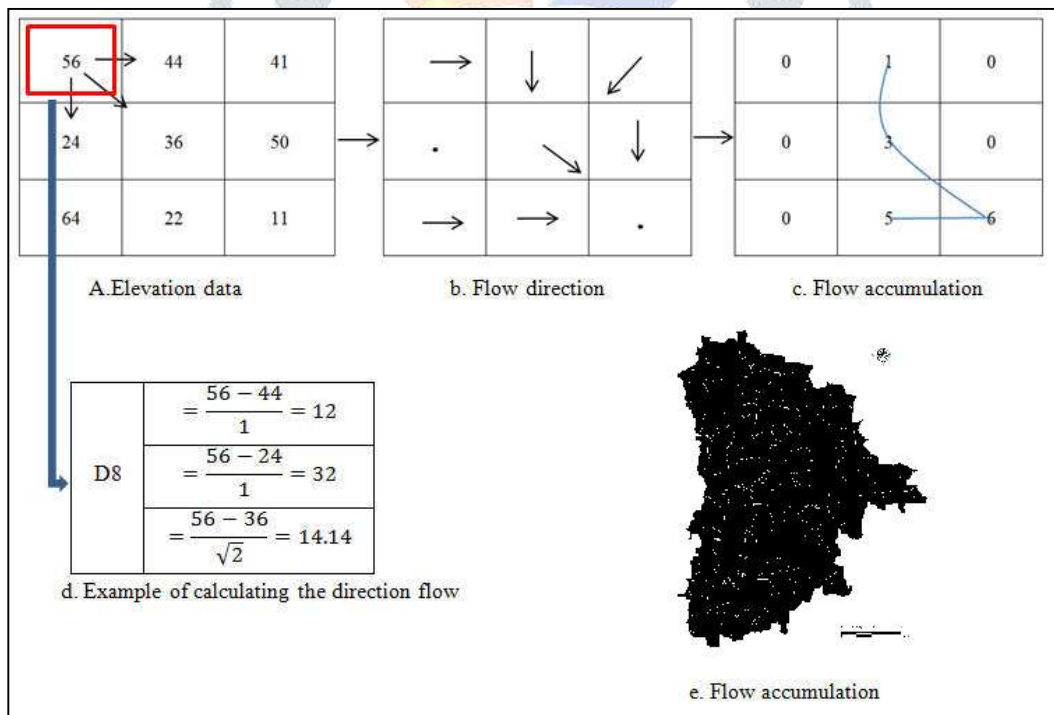 56 44 41
24 36 50
64 22 11
0 1 0
0 3 0
0 5 6
A.Elevation data
b. Flow direction
c. Flow accumulation
D8
= 56 − 44 / 1 = 12
= 56 − 24 / 1 = 32
= 56 − 36 / √2 = 14.14
d. Example of calculating the direction flow
e. Flow accumulation